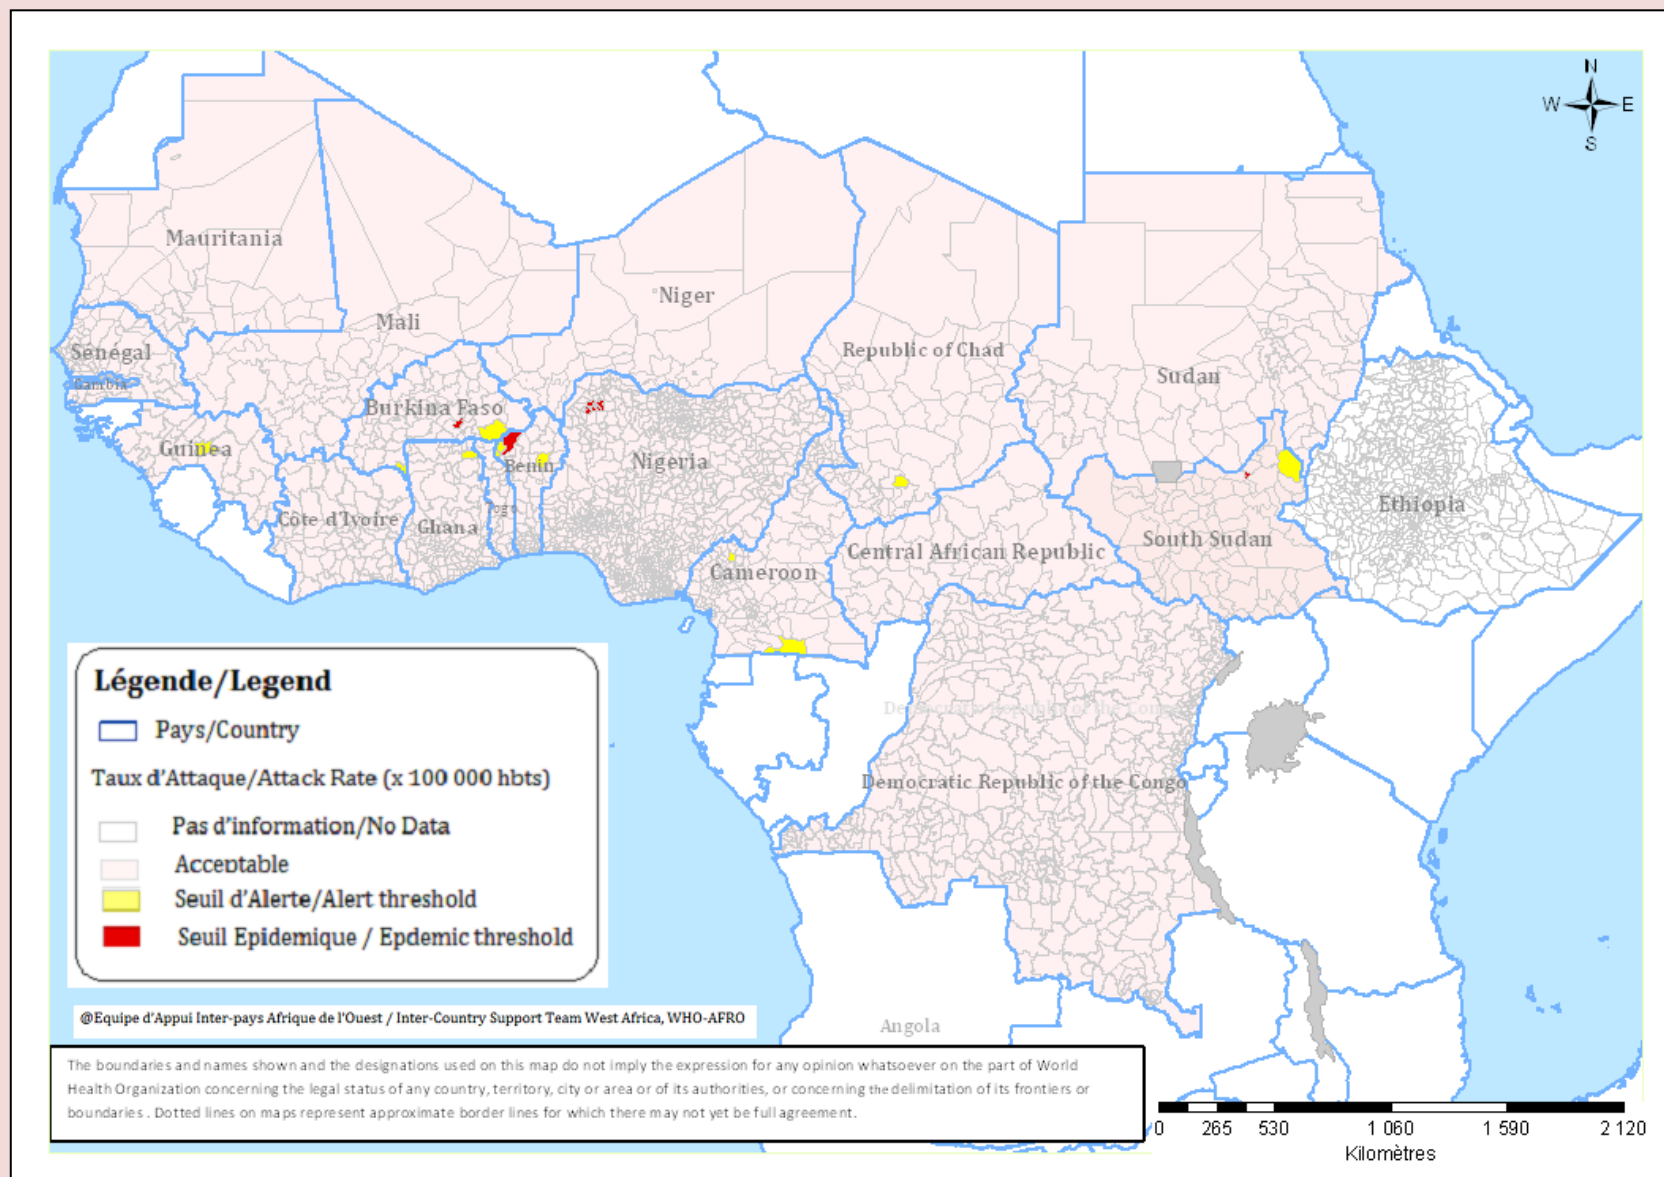 N
W E
S
Mauritania
Niger
Mali
Sénégal
Gambia
Republic of Chad
Sudan
Burkina Faso
Guinea
Benin
Nigeria
Côte d'Ivoire
Ghana
Togo
Ethiopia
South Sudan
Central African Republic
Cameroon
Democratic Republic of the Congo
Democratic Republic of the Congo
Angola
Légende/Legend
Pays/Country
Taux d'Attaque/Attack Rate (x 100 000 hbts)
Pas d'information/No Data
Acceptable
Seuil d'Alerte/Alert threshold
Seuil Epidemique / Epdemic threshold
@Equipe d'Appui Inter-pays Afrique de l'Ouest / Inter-Country Support Team West Africa, WHO-AFRO
The boundaries and names shown and the designations used on this map do not imply the expression for any opinion whatsoever on the part of World
Health Organization concerning the legal status of any country, territory, city or area or of its authorities, or concerning the delimitation of its frontiers or
boundaries . Dotted lines on maps represent approximate border lines for which there may not yet be full agreement.
0 265 530 1 060 1 590 2 120
Kilomètres